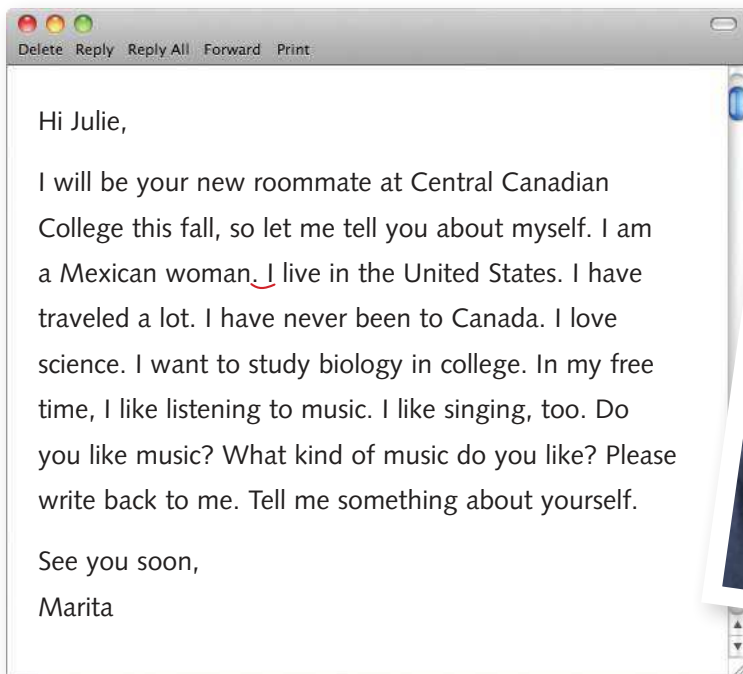 Delete Reply Reply All Forward Print
Hi Julie,
I will be your new roommate at Central Canadian
College this fall, so let me tell you about myself. I am
a Mexican woman. I live in the United States. I have
traveled a lot. I have never been to Canada. I love
science. I want to study biology in college. In my free
time, I like listening to music. I like singing, too. Do
you like music? What kind of music do you like? Please
write back to me. Tell me something about yourself.
See you soon,
Marita